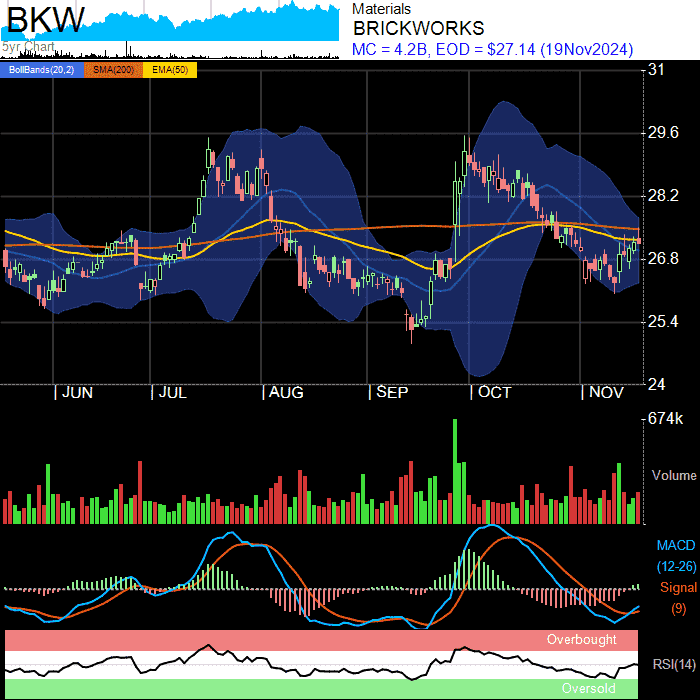 BKW
5yr Chart
Materials
BRICKWORKS
MC = 4.2B, EOD = $27.14 (19Nov2024)
BollBands(20,2) SMA(200) EMA(50)
31
29.6
28.2
26.8
25.4
24
JUN JUL AUG SEP OCT NOV
674k
Volume
MACD
(12-26)
Signal
(9)
Overbought
RSI(14)
Oversold